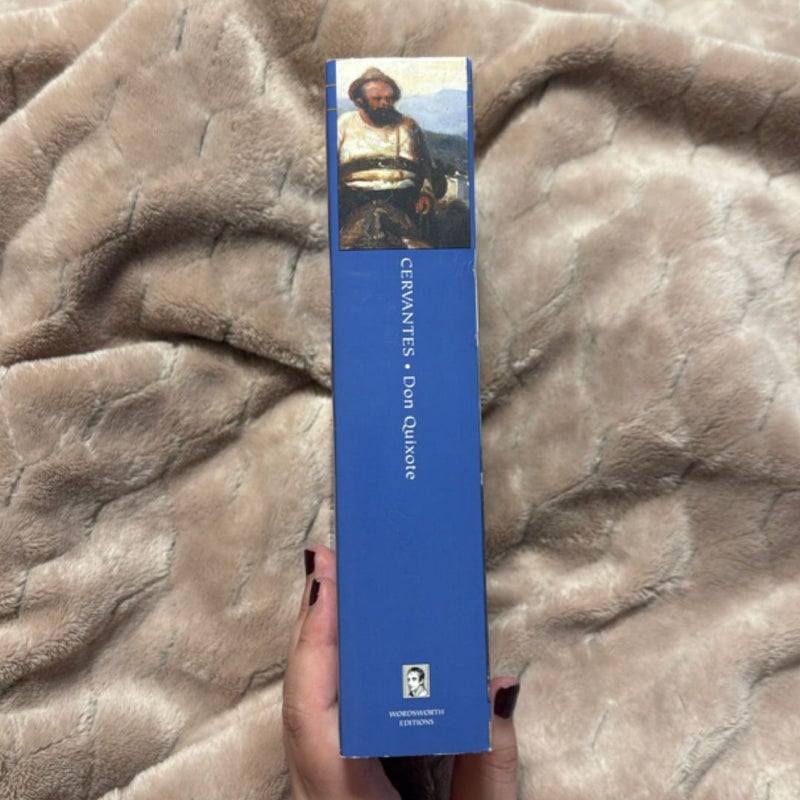 CERVANTES • Don Quixote
WORDSWORTH
EDITIONS